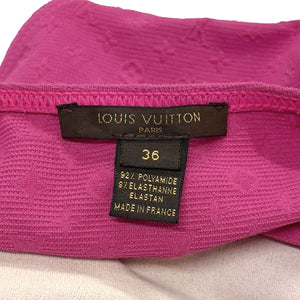 LOUIS VUITTON
PARIS
36
92% POLYAMIDE
8% ELASTHANNE
ELASTAN
MADE IN FRANCE